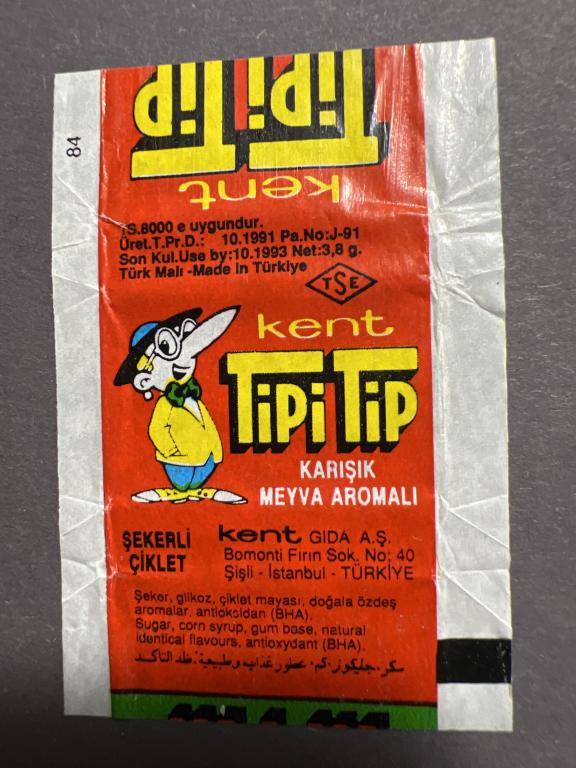 84
TiPi TiP
kent
TS.8000 e uygundur.
Üret.T.Pr.D.: 10.1991 Pa.No:J-91
Son Kul.Use by:10.1993 Net:3,8 g.
Türk Malı -Made in Türkiye
TSE
kent
TiPi TiP
KARIŞIK
MEYVA AROMALI
ŞEKERLİ
ÇİKLET
kent GIDA A.Ş.
Bomonti Fırın Sok. No: 40
Şişli - İstanbul - TÜRKİYE
Şeker, glikoz, çiklet mayası, doğala özdeş
aromalar, antioksidan (BHA).
Sugar, corn syrup, gum base, natural
identical flavours, antioxydant (BHA).
سكر، جليكوز، كم،